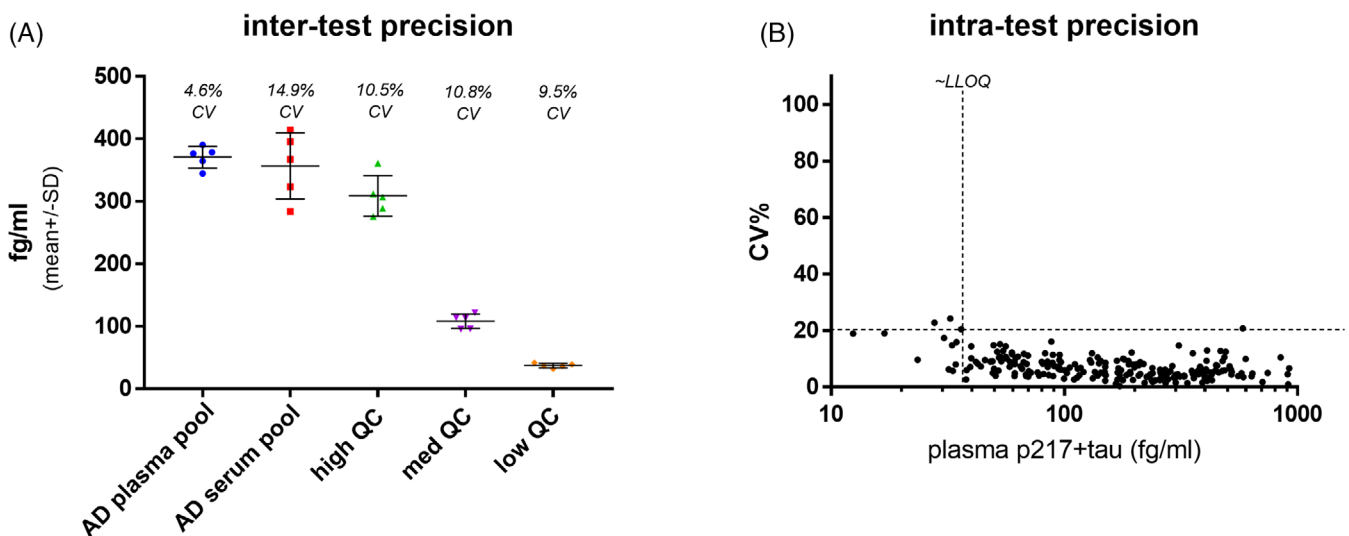 (A)
inter-test precision
fg/ml
(mean+/-SD)
500
400
300
200
100
0
4.6%
CV
14.9%
CV
10.5%
CV
10.8%
CV
9.5%
CV
AD plasma pool
AD serum pool
high QC
med QC
low QC
(B)
intra-test precision
CV%
100
80
60
40
20
0
~LLOQ
10
100
1000
plasma p217+tau (fg/ml)